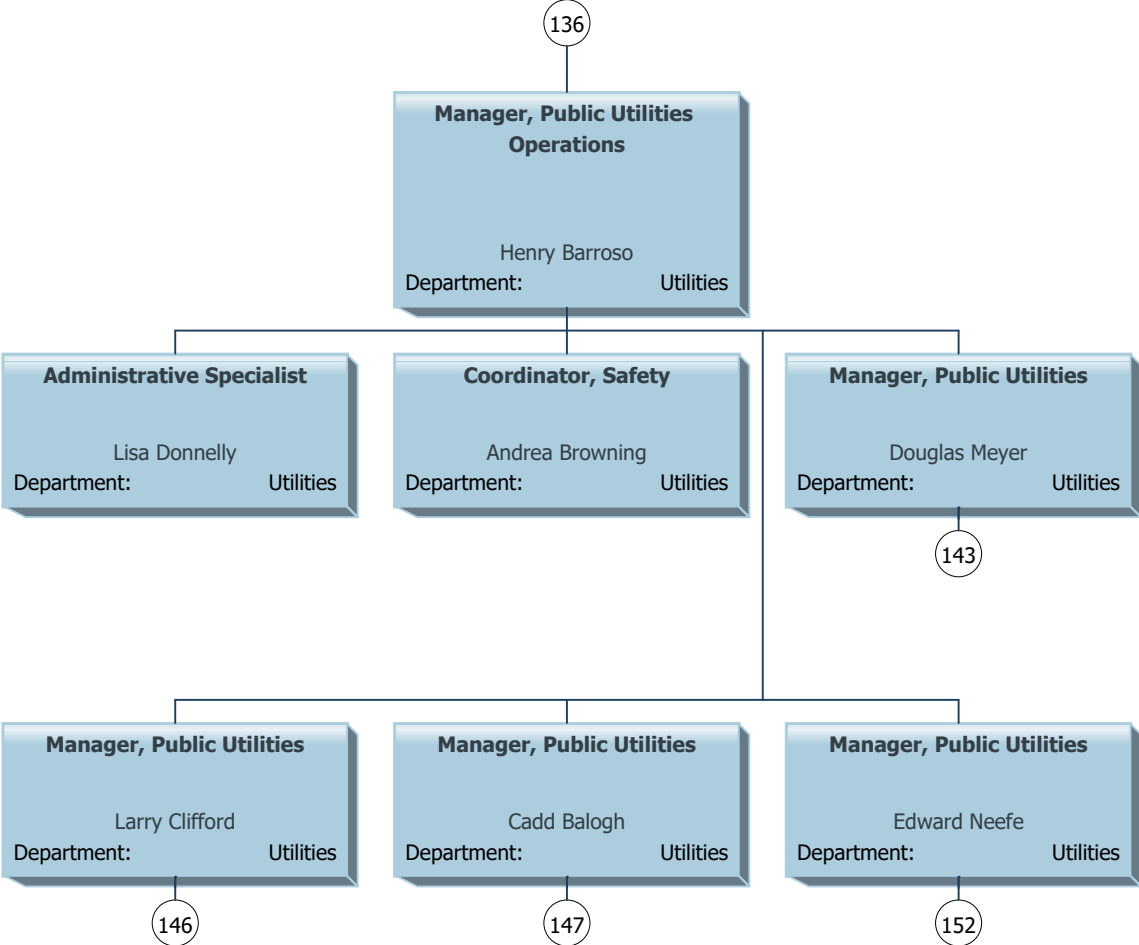 136
Manager, Public Utilities
Operations
Henry Barroso
Department: Utilities
Administrative Specialist
Lisa Donnelly
Department: Utilities
Coordinator, Safety
Andrea Browning
Department: Utilities
Manager, Public Utilities
Douglas Meyer
Department: Utilities
143
Manager, Public Utilities
Larry Clifford
Department: Utilities
146
Manager, Public Utilities
Cadd Balogh
Department: Utilities
147
Manager, Public Utilities
Edward Neefe
Department: Utilities
152